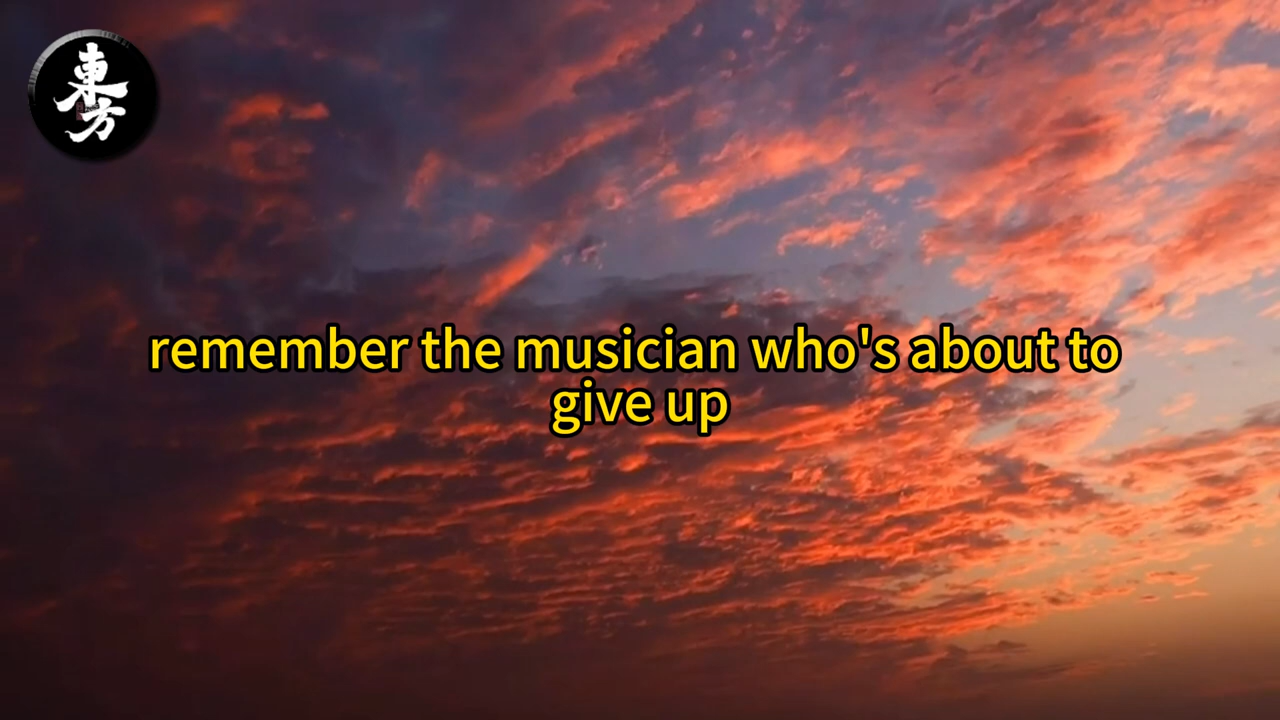 東方
remember the musician who's about to
give up